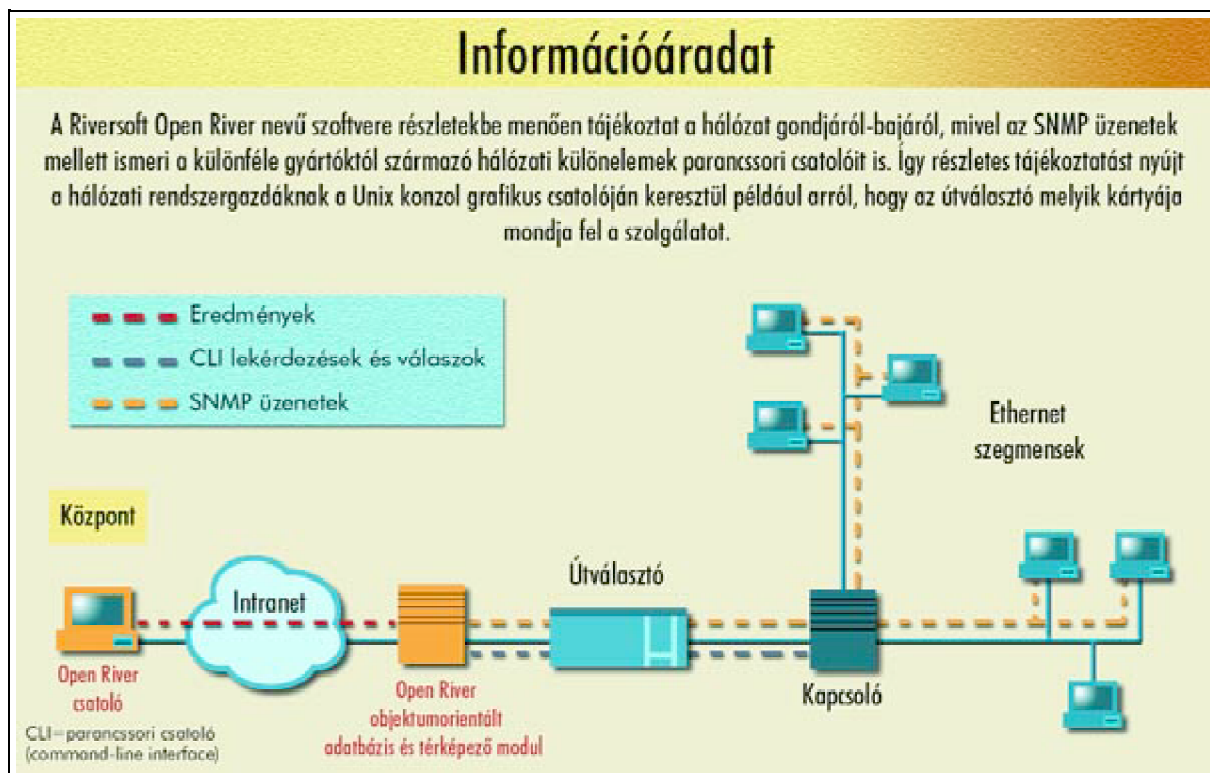 Információáradat
A Riversoft Open River nevű szoftvere részletekbe menően tájékoztat a hálózat gondjáról-bajáról, mivel az SNMP üzenetek
mellett ismeri a különféle gyártóktól származó hálózati különelemek parancssori csatolóit is. Így részletes tájékoztatást nyújt
a hálózati rendszergazdáknak a Unix konzol grafikus csatolóján keresztül például arról, hogy az útválasztó melyik kártyája
mondja fel a szolgálatot.
Eredmények
CLI lekérdezések és válaszok
SNMP üzenetek
Ethernet
szegmensek
Központ
Intranet
Útválasztó
Kapcsoló
Open River
csatoló
Open River
objektumorientált
adatbázis és térképező modul
CLI=parancssori csatoló
(command-line interface)